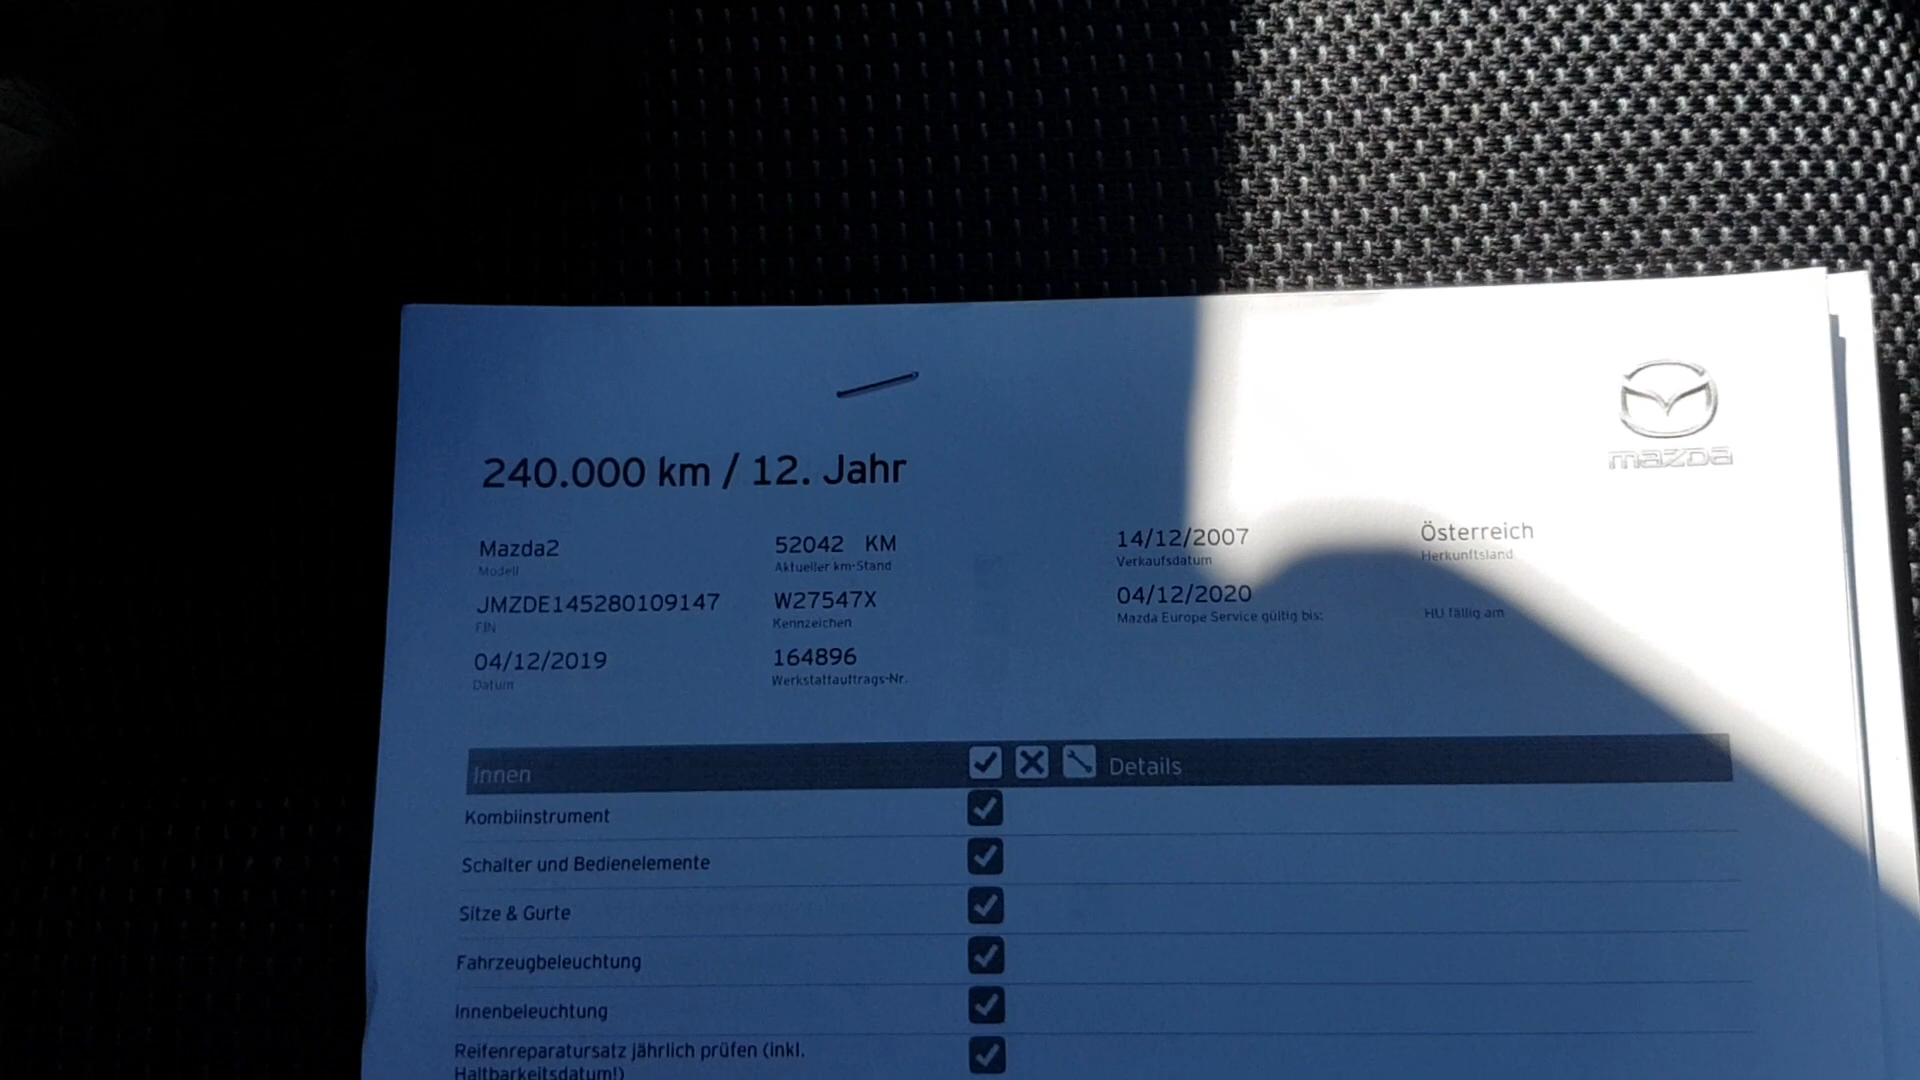 mazda
240.000 km / 12. Jahr
Mazda2
Modell
52042 KM
Aktueller km-Stand
14/12/2007
Verkaufsdatum
Österreich
Herkunftsland
JMZDE145280109147
FIN
W27547X
Kennzeichen
04/12/2020
Mazda Europe Service gültig bis:
HU fällig am
04/12/2019
Datum
164896
Werkstattauftrags-Nr.
Innen Details
Kombiinstrument
Schalter und Bedienelemente
Sitze & Gurte
Fahrzeugbeleuchtung
Innenbeleuchtung
Reifenreparatursatz jährlich prüfen (inkl.
Haltbarkeitsdatum!)